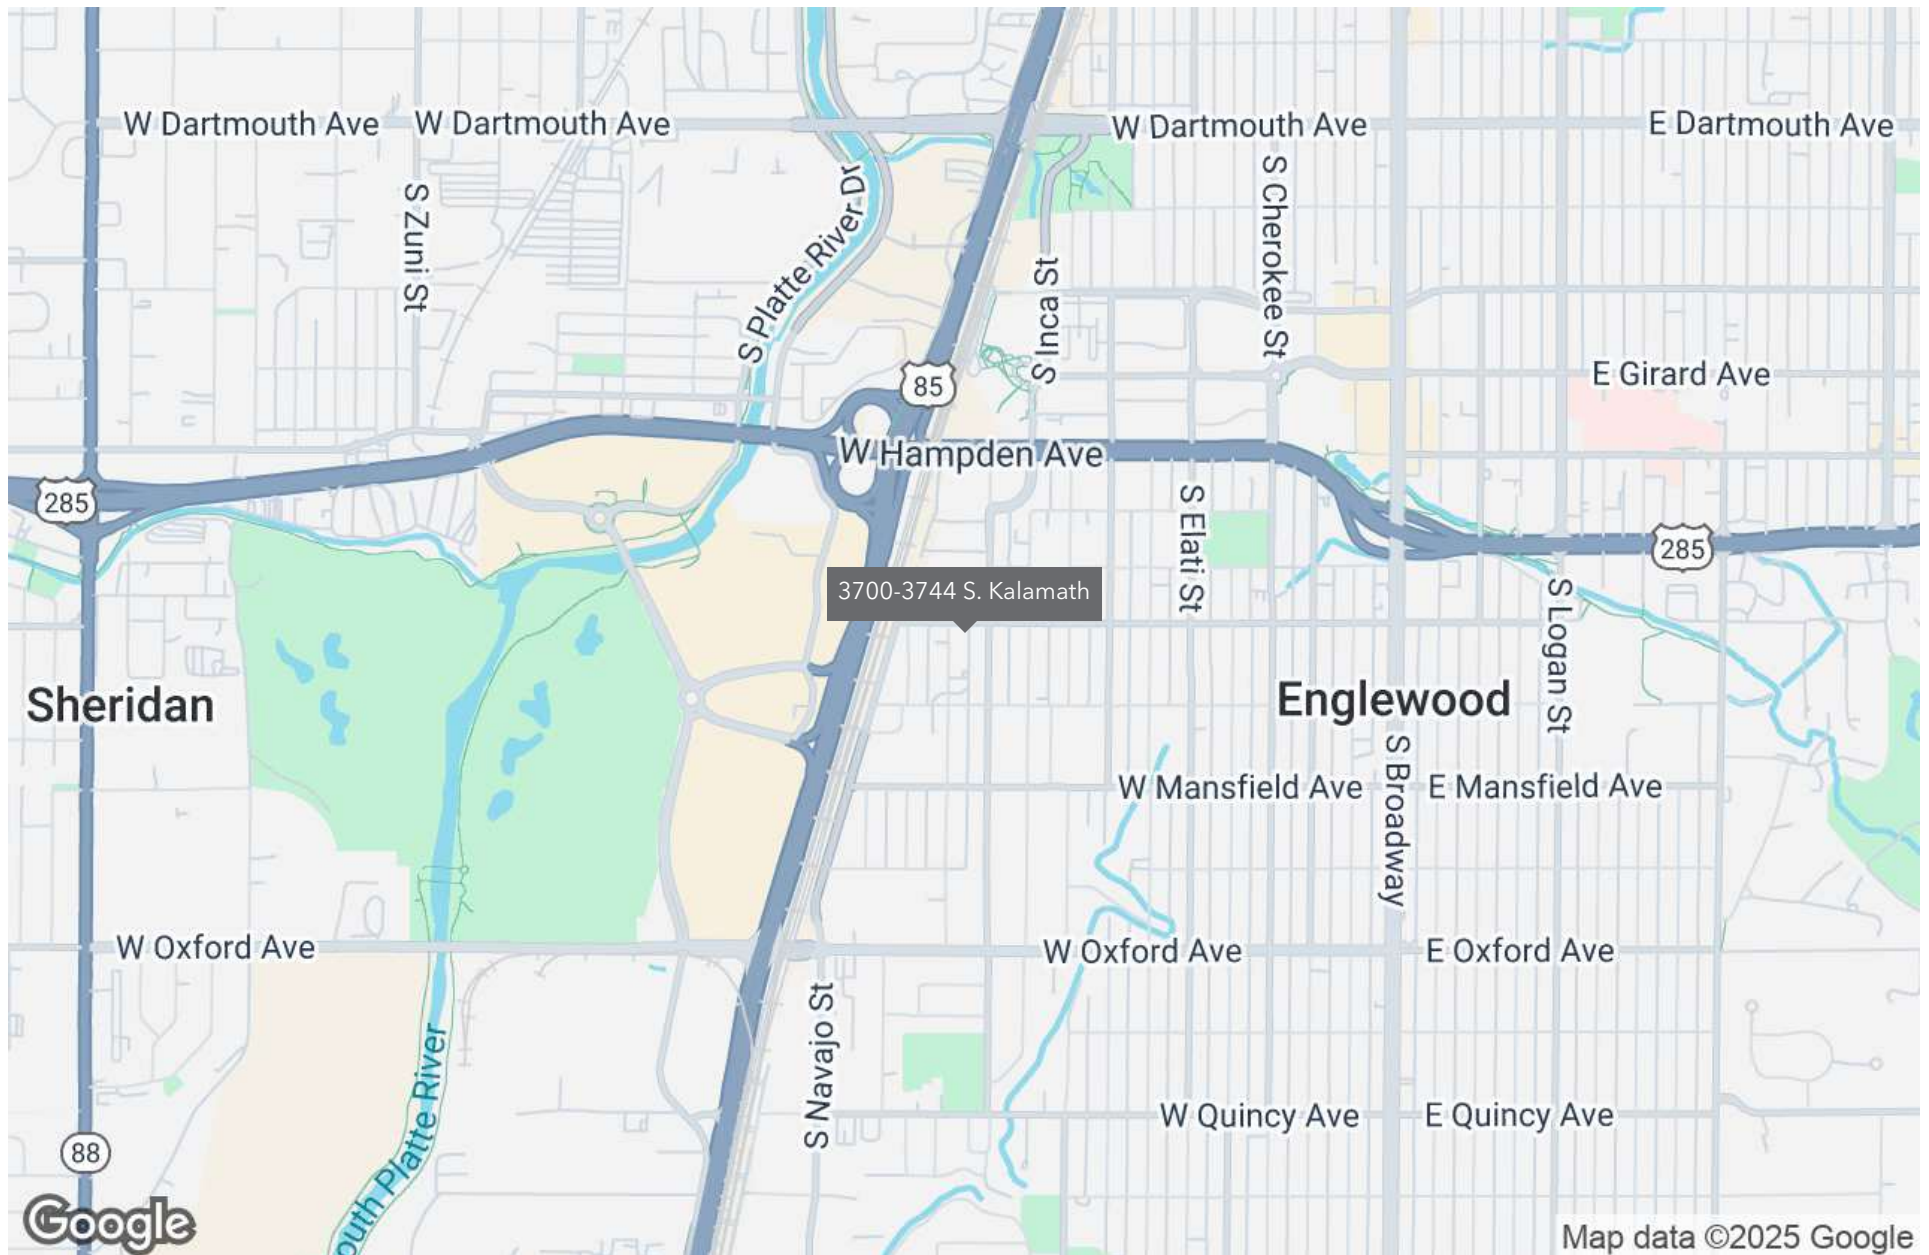 W Dartmouth Ave
W Dartmouth Ave
W Dartmouth Ave
E Dartmouth Ave
S Zuni St
S Platte River Dr
S Cherokee St
S Inca St
85
E Girard Ave
W Hampden Ave
285
S Elati St
285
3700-3744 S. Kalamath
S Logan St
Sheridan
Englewood
W Mansfield Ave
E Mansfield Ave
S Broadway
W Oxford Ave
W Oxford Ave
E Oxford Ave
S Navajo St
outh Platte River
W Quincy Ave
E Quincy Ave
88
Google
Map data ©2025 Google